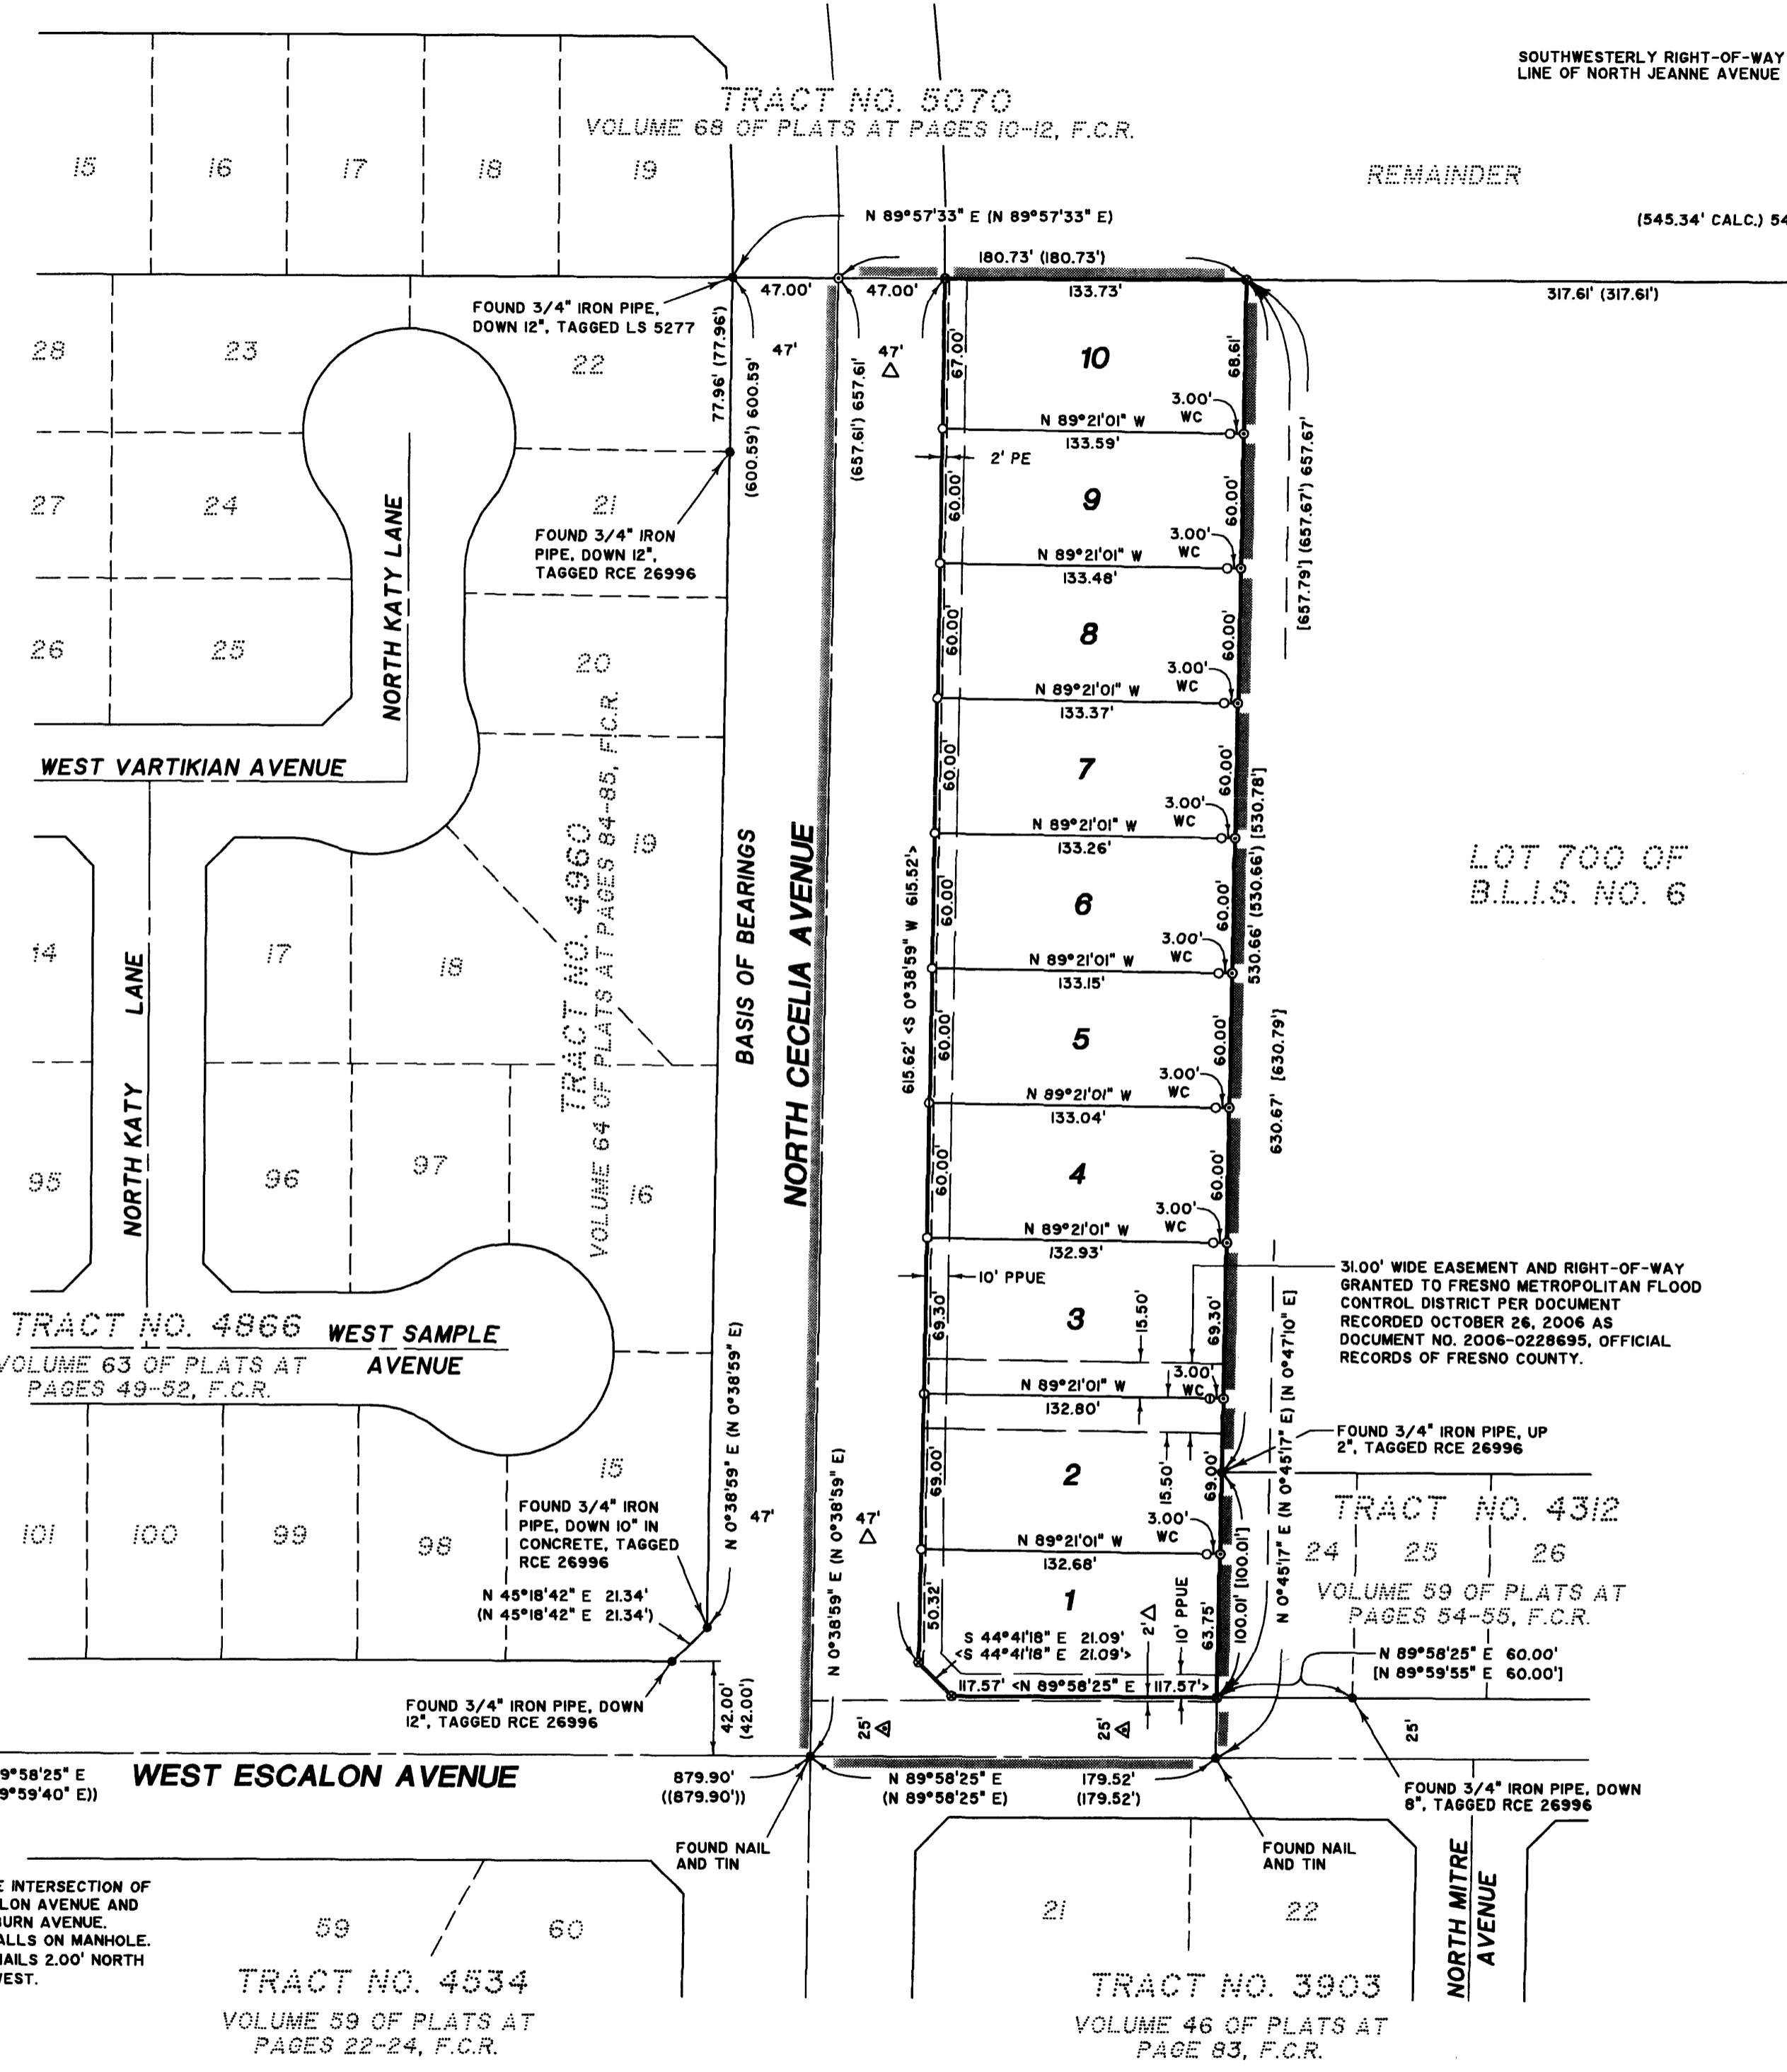 SOUTHWESTERLY RIGHT-OF-WAY
LINE OF NORTH JEANNE AVENUE
TRACT NO. 5070
VOLUME 68 OF PLATS AT PAGES 10-12, F.C.R.
15
16
17
18
19
REMAINDER
N 89°57'33" E (N 89°57'33" E)
(545.34' CALC.) 54
180.73' (180.73')
47.00'
47.00'
133.73'
317.61' (317.61')
FOUND 3/4" IRON PIPE,
DOWN 12", TAGGED LS 5277
77.96' (77.96')
(600.59') 600.59'
47'
(657.61') 657.61'
47'
67.00'
10
68.61'
28
23
22
3.00'
WC
N 89°21'01" W
133.59'
[657.79'] (657.67') 657.67'
2' PE
27
24
21
60.00'
9
60.00'
FOUND 3/4" IRON
PIPE, DOWN 12",
TAGGED RCE 26996
3.00'
WC
N 89°21'01" W
133.48'
NORTH KATY LANE
26
25
20
60.00'
8
60.00'
3.00'
WC
N 89°21'01" W
133.37'
WEST VARTIKIAN AVENUE
60.00'
7
60.00'
530.66' (530.66') [530.78']
3.00'
WC
N 89°21'01" W
133.26'
TRACT NO. 4960
VOLUME 64 OF PLATS AT PAGES 84-85, F.C.R.
19
BASIS OF BEARINGS
NORTH CECELIA AVENUE
615.62' <S 0°38'59" W 615.52'>
60.00'
6
60.00'
LOT 700 OF
B.L.I.S. NO. 6
3.00'
WC
N 89°21'01" W
133.15'
14
17
18
NORTH KATY LANE
60.00'
5
60.00'
630.67' [630.79']
3.00'
WC
N 89°21'01" W
133.04'
95
96
97
16
60.00'
4
60.00'
3.00'
WC
N 89°21'01" W
132.93'
10' PPUE
31.00' WIDE EASEMENT AND RIGHT-OF-WAY
GRANTED TO FRESNO METROPOLITAN FLOOD
CONTROL DISTRICT PER DOCUMENT
RECORDED OCTOBER 26, 2006 AS
DOCUMENT NO. 2006-0228695, OFFICIAL
RECORDS OF FRESNO COUNTY.
TRACT NO. 4866
VOLUME 63 OF PLATS AT
PAGES 49-52, F.C.R.
WEST SAMPLE
AVENUE
69.30'
3
15.50'
69.30'
3.00'
WC
N 89°21'01" W
132.80'
N 0°38'59" E (N 0°38'59" E)
N 0°38'59" E (N 0°38'59" E)
N 0°45'17" E (N 0°45'17" E) [N 0°47'10" E]
FOUND 3/4" IRON PIPE, UP
2", TAGGED RCE 26996
101
100
99
98
15
69.00'
2
15.50'
69.00'
3.00'
WC
N 89°21'01" W
132.68'
47'
47'
FOUND 3/4" IRON
PIPE, DOWN 10" IN
CONCRETE, TAGGED
RCE 26996
N 45°18'42" E 21.34'
(N 45°18'42" E 21.34')
TRACT NO. 4312
24
25
26
VOLUME 59 OF PLATS AT
PAGES 54-55, F.C.R.
100.01' [100.01']
50.32'
1
2'
10' PPUE
63.75'
S 44°41'18" E 21.09'
<S 44°41'18" E 21.09'>
117.57' <N 89°58'25" E 117.57'>
N 89°58'25" E 60.00'
[N 89°59'55" E 60.00']
FOUND 3/4" IRON PIPE, DOWN
12", TAGGED RCE 26996
42.00'
(42.00')
25'
25'
25'
9°58'25" E
9°59'40" E))
WEST ESCALON AVENUE
879.90'
((879.90'))
N 89°58'25" E
(N 89°58'25" E)
179.52'
(179.52')
FOUND 3/4" IRON PIPE, DOWN
8", TAGGED RCE 26996
FOUND NAIL
AND TIN
FOUND NAIL
AND TIN
E INTERSECTION OF
LON AVENUE AND
BURN AVENUE.
ALLS ON MANHOLE.
NAILS 2.00' NORTH
EST.
59
60
21
22
NORTH MITRE
AVENUE
TRACT NO. 4534
VOLUME 59 OF PLATS AT
PAGES 22-24, F.C.R.
TRACT NO. 3903
VOLUME 46 OF PLATS AT
PAGE 83, F.C.R.